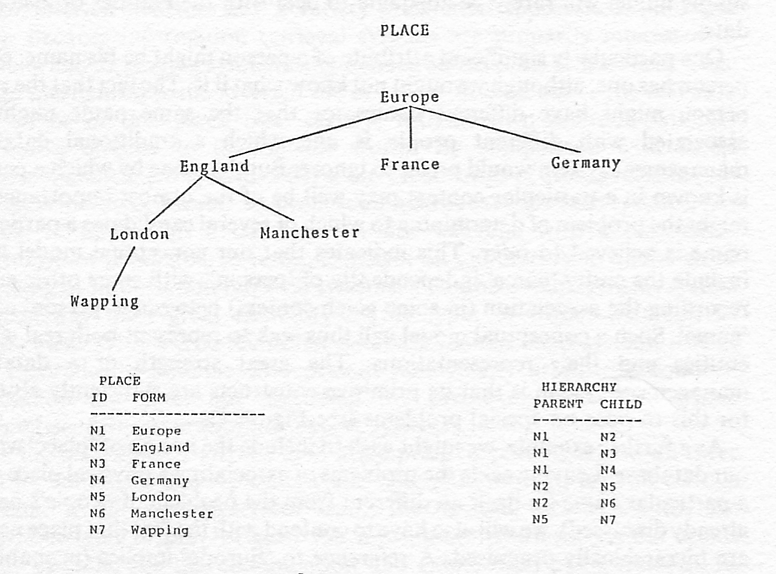 PLACE
Europe
England France Germany
London Manchester
Wapping
PLACE
ID FORM
N1 Europe
N2 England
N3 France
N4 Germany
N5 London
N6 Manchester
N7 Wapping
HIERARCHY
PARENT CHILD
N1 N2
N1 N3
N1 N4
N2 N5
N2 N6
N5 N7